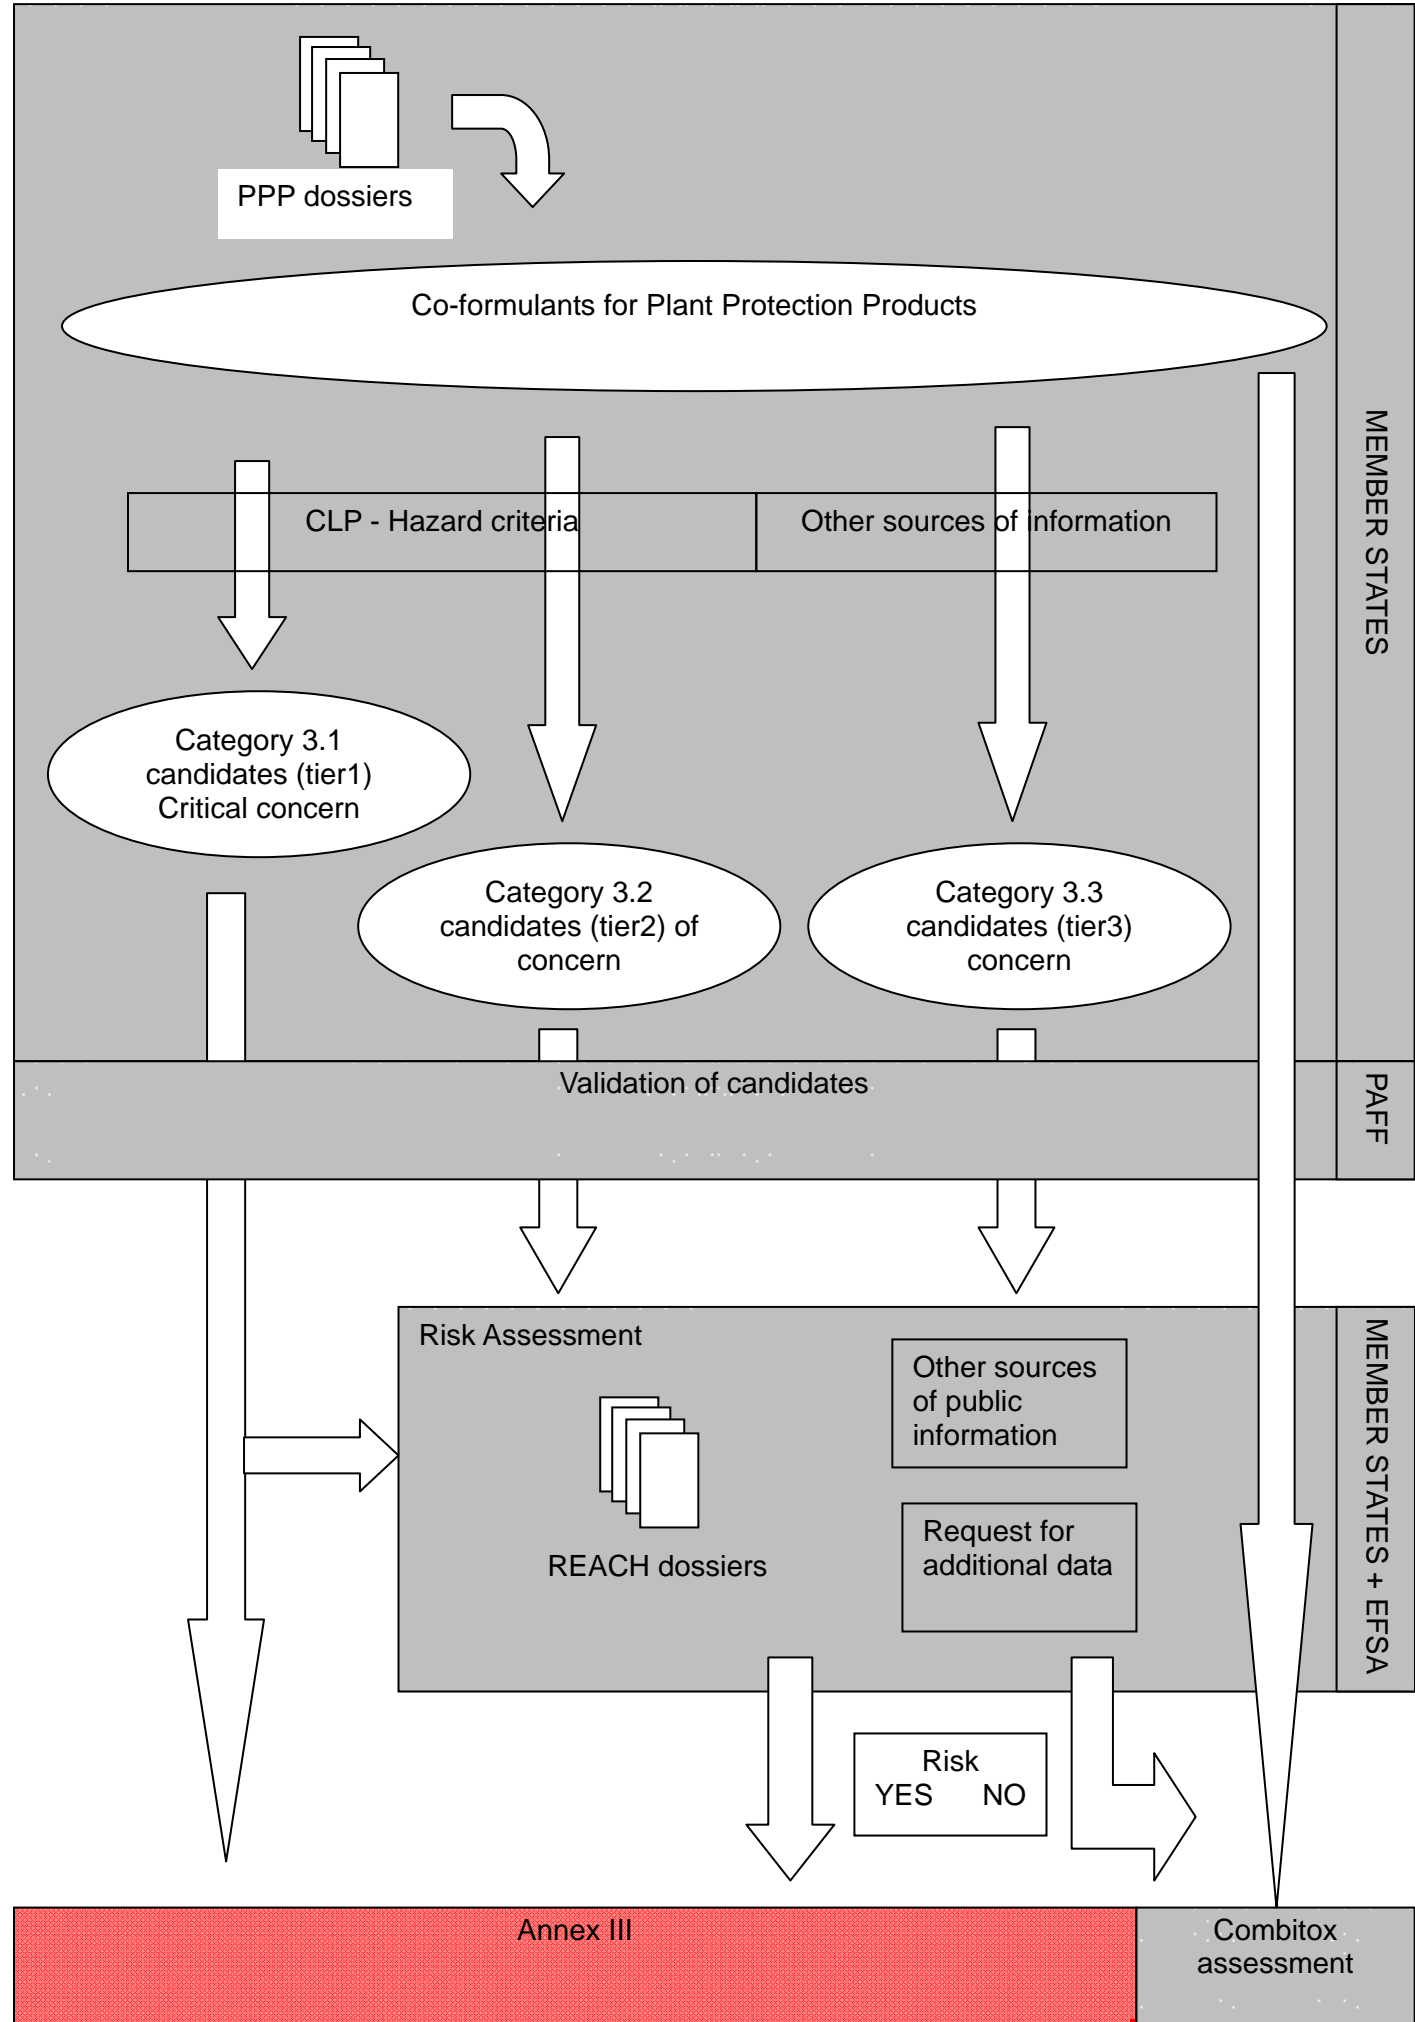 PPP dossiers
Co-formulants for Plant Protection Products
MEMBER STATES
CLP - Hazard criteria
Other sources of information
Category 3.1
candidates (tier1)
Critical concern
Category 3.2
candidates (tier2) of
concern
Category 3.3
candidates (tier3)
concern
Validation of candidates
PAFF
Risk Assessment
Other sources
of public
information
REACH dossiers
Request for
additional data
MEMBER STATES + EFSA
Risk
YES NO
Annex III
Combitox
assessment